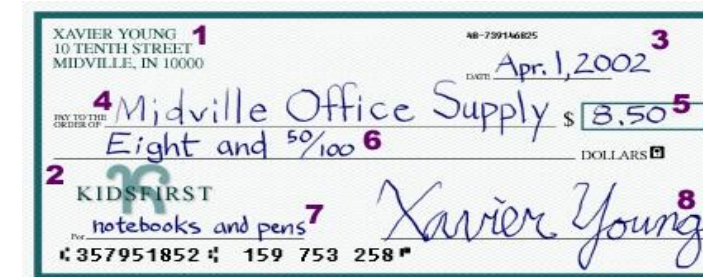 XAVIER YOUNG 1
10 TENTH STREET
MIDVILLE, IN 10000
48-739146825
3
DATE Apr. 1, 2002
4
PAY TO THE ORDER OF Midville Office Supply $ 8.50 5
Eight and 50/100 6 DOLLARS
2
KIDSFIRST
For notebooks and pens 7
Xavier Young 8
⑆357951852⑆ 159 753 258⑈